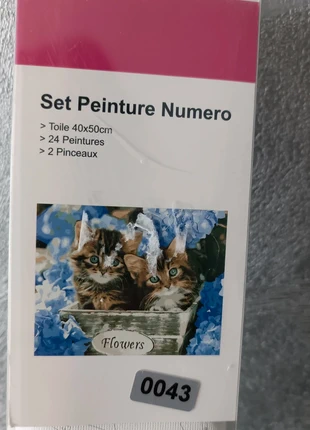 Set Peinture Numero
> Toile 40x50cm
> 24 Peintures
> 2 Pinceaux
Flowers
0043